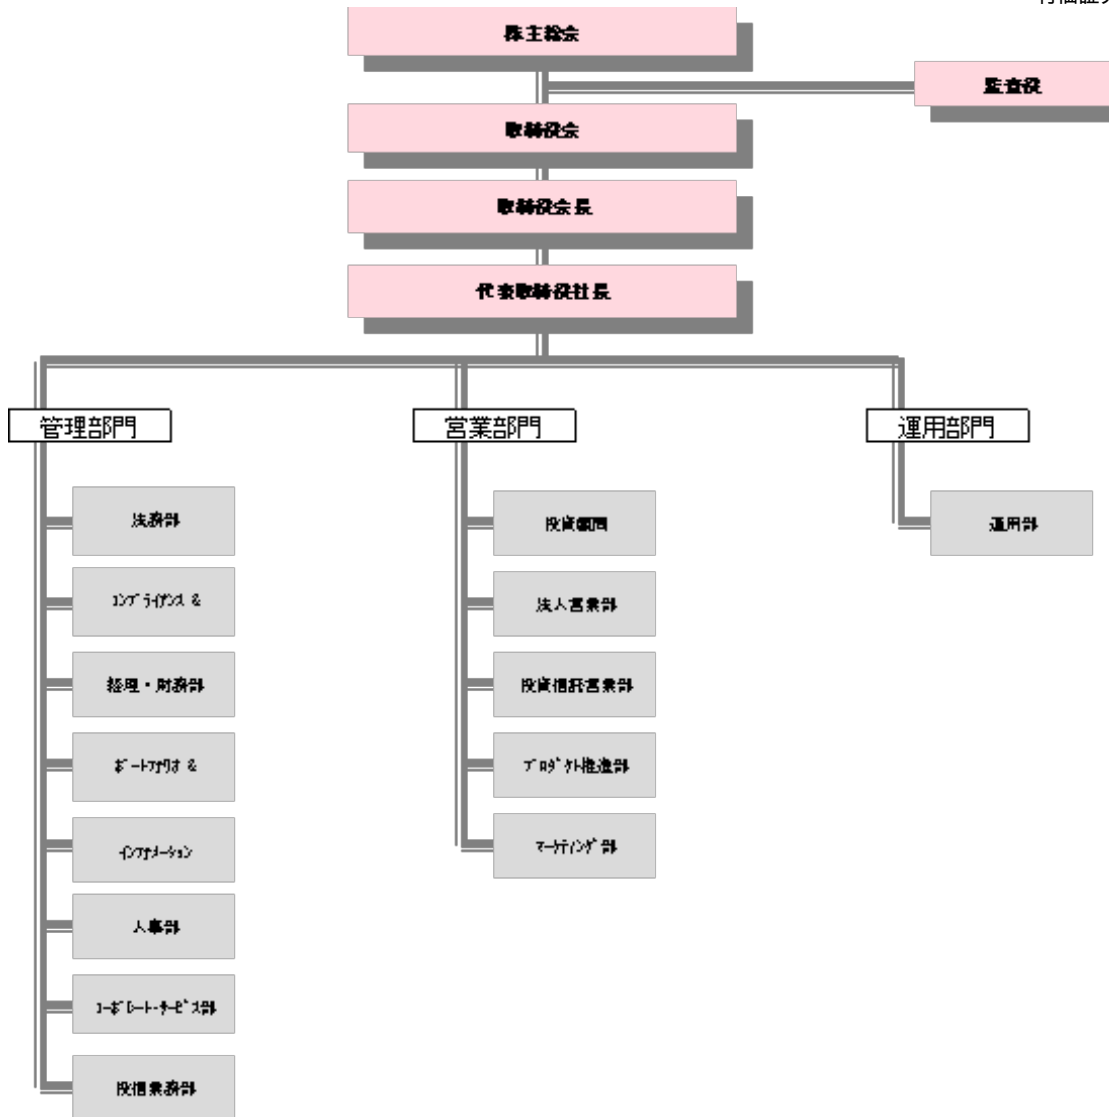 株主総会
監査役
取締役会
取締役会長
代表取締役社長
管理部門
営業部門
運用部門
法務部
投資顧問
運用部
ｺﾝﾌﾟﾗｲｱﾝｽ &
法人営業部
経理・財務部
投資信託営業部
ﾎﾟｰﾄﾌｫﾘｵ &
ﾌﾟﾛﾀﾞｸﾄ推進部
ｲﾝﾌｫﾒｰｼｮﾝ
ﾏｰｹﾃｨﾝｸﾞ部
人事部
ｺｰﾎﾟﾚｰﾄ･ｻｰﾋﾞｽ部
投信業務部